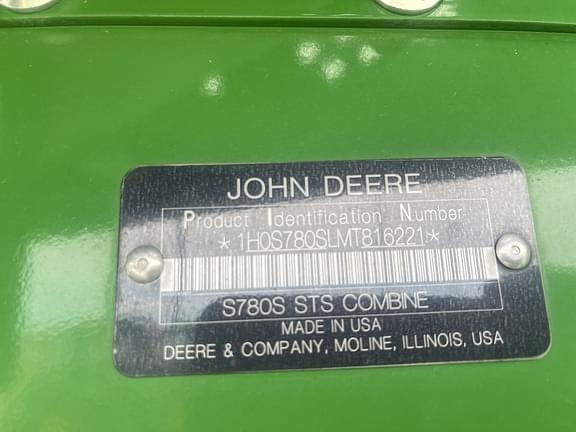 JOHN DEERE
Product Identification Number
*1H0S780SLMT816221*
S780S STS COMBINE
MADE IN USA
DEERE & COMPANY, MOLINE, ILLINOIS, USA